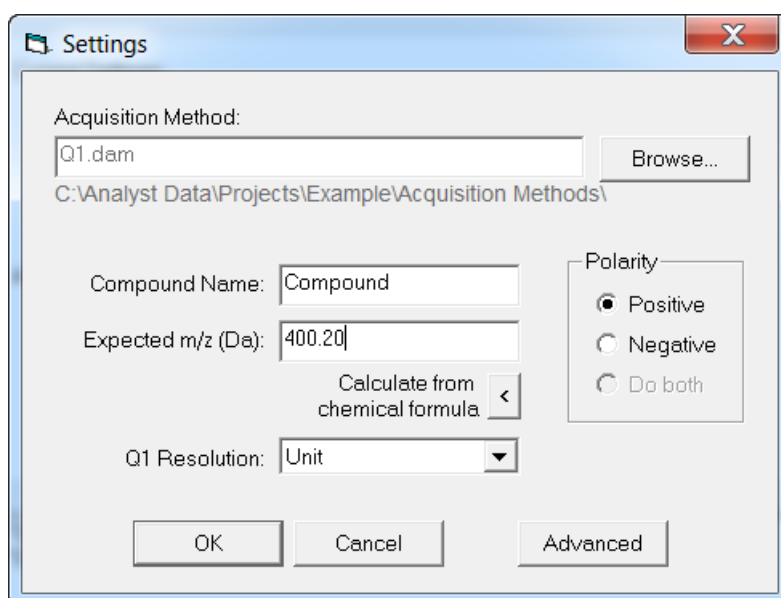 Settings
Acquisition Method:
Q1.dam
Browse...
C:\Analyst Data\Projects\Example\Acquisition Methods\
Compound Name: Compound
Expected m/z (Da): 400.20
Calculate from
chemical formula <
Q1 Resolution: Unit
Polarity
Positive
Negative
Do both
OK Cancel Advanced